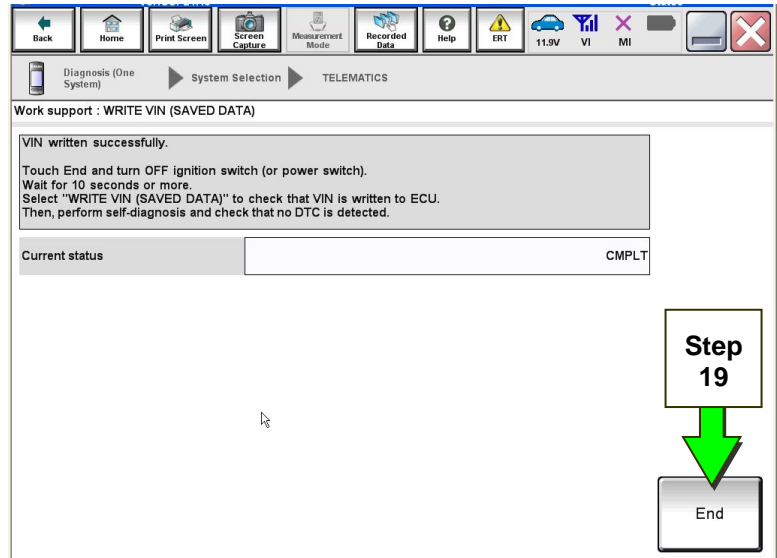 Back
Home
Print Screen
Screen
Capture
Measurement
Mode
Recorded
Data
Help
ERT
11.9V
VI
MI
Diagnosis (One
System)
System Selection
TELEMATICS
Work support : WRITE VIN (SAVED DATA)
VIN written successfully.
Touch End and turn OFF ignition switch (or power switch).
Wait for 10 seconds or more.
Select "WRITE VIN (SAVED DATA)" to check that VIN is written to ECU.
Then, perform self-diagnosis and check that no DTC is detected.
Current status
CMPLT
Step
19
End